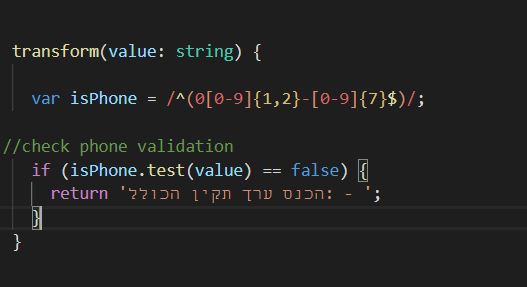 transform(value: string) {
var isPhone = /^(0[0-9]{1,2}-[0-9]{7}$)/;
//check phone validation
if (isPhone.test(value) == false) {
return 'הכנס ערך תקין הכולל: - ';
}
}